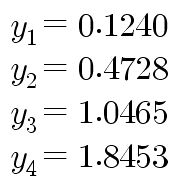 y₁ = 0.1240
y₂ = 0.4728
y₃ = 1.0465
y₄ = 1.8453